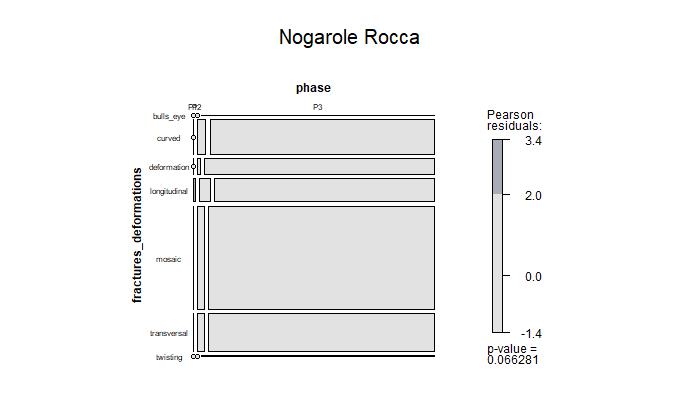 Nogarole Rocca
phase
P2 P3
bulls_eye
curved
deformation
longitudinal
mosaic
transversal
twisting
fractures_deformations
Pearson
residuals:
3.4
2.0
0.0
-1.4
p-value =
0.066281